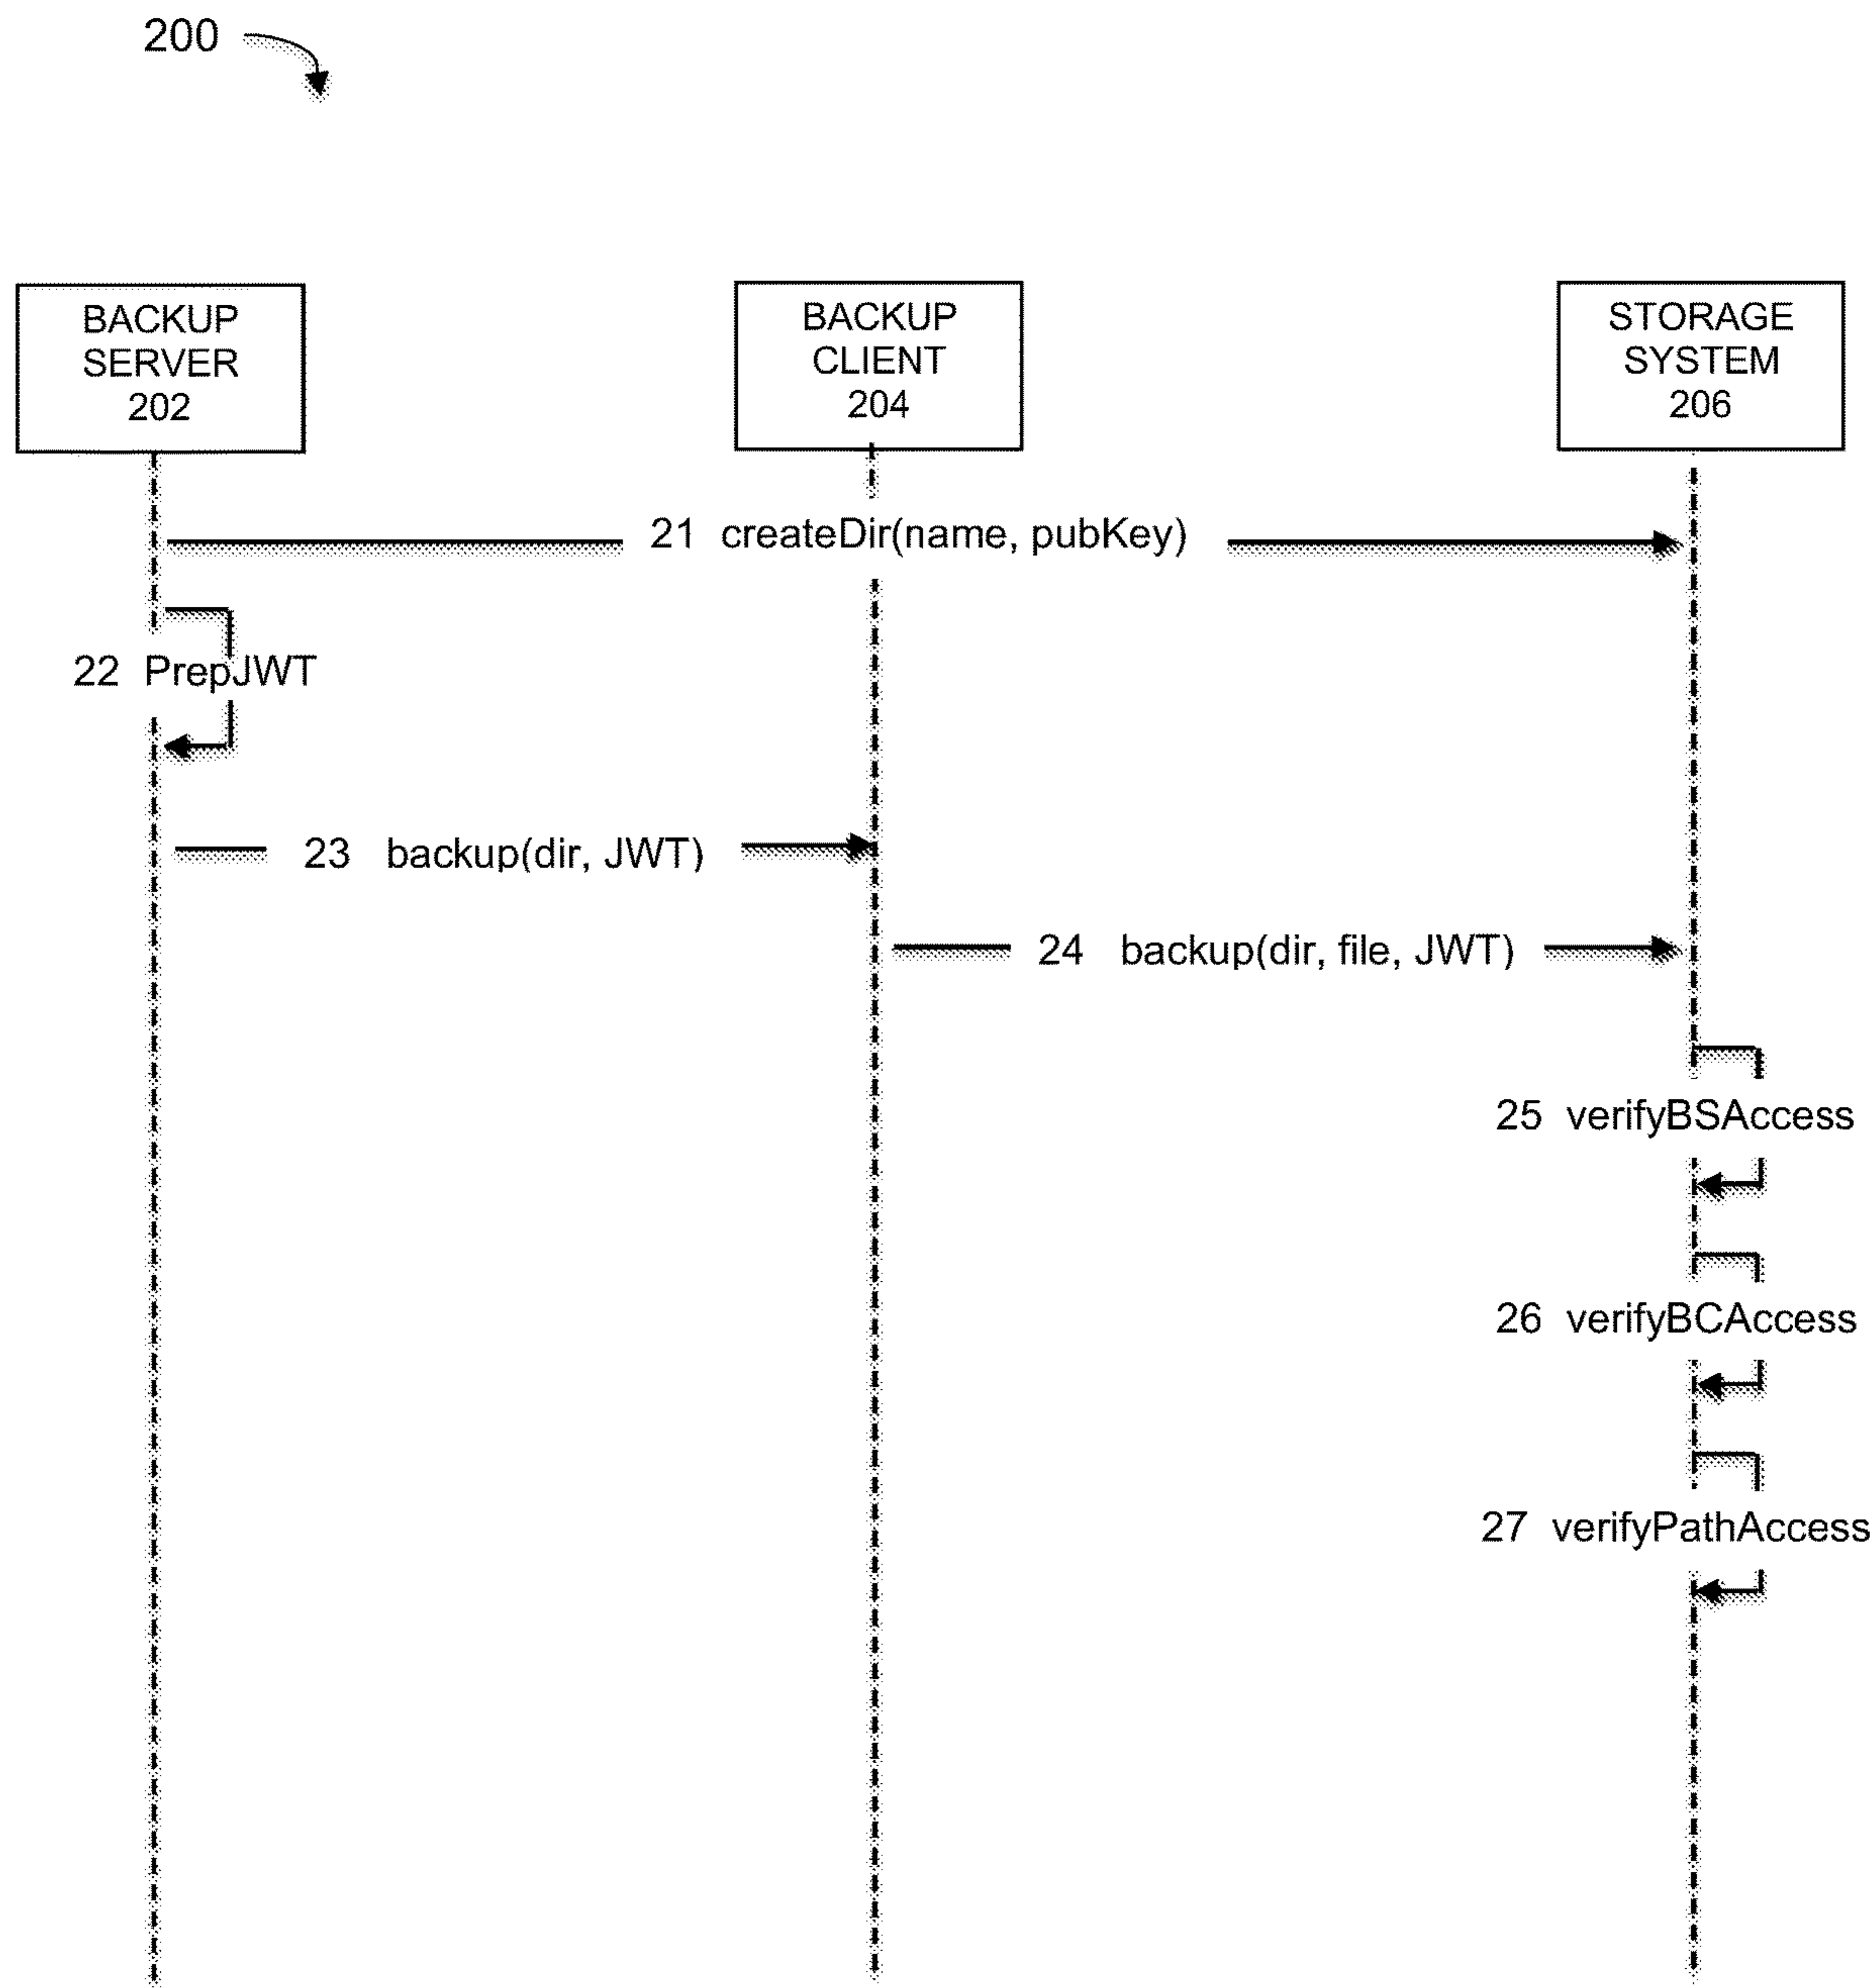 200
BACKUP
SERVER
202
BACKUP
CLIENT
204
STORAGE
SYSTEM
206
21 createDir(name, pubKey)
22 PrepJWT
23 backup(dir, JWT)
24 backup(dir, file, JWT)
25 verifyBSAccess
26 verifyBCAccess
27 verifyPathAccess